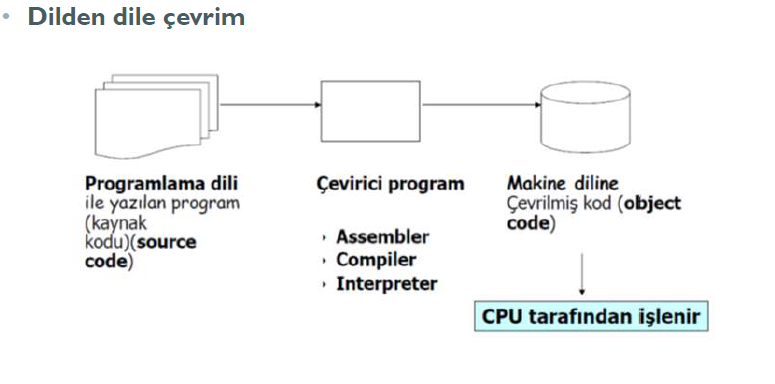 • Dilden dile çevrim
Programlama dili
ile yazılan program
(kaynak
kodu)(source
code)
Çevirici program
› Assembler
› Compiler
› Interpreter
Makine diline
Çevrilmiş kod (object
code)
CPU tarafından işlenir